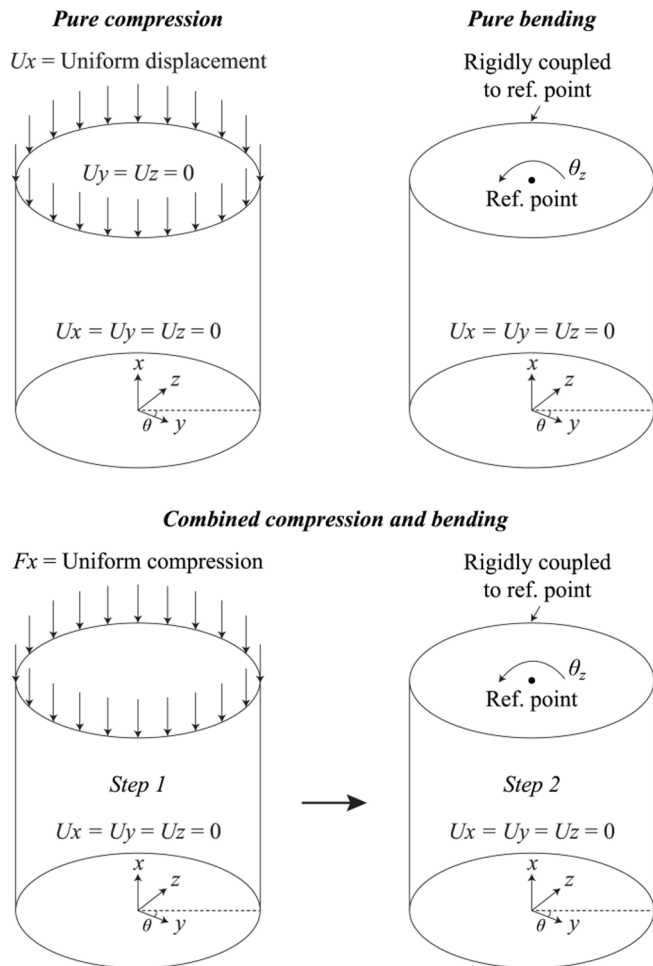 Pure compression
Ux = Uniform displacement
Uy = Uz = 0
Ux = Uy = Uz = 0
x
z
θ
y
Pure bending
Rigidly coupled
to ref. point
θz
Ref. point
Ux = Uy = Uz = 0
x
z
θ
y
Combined compression and bending
Fx = Uniform compression
Step 1
Ux = Uy = Uz = 0
x
z
θ
y
Rigidly coupled
to ref. point
θz
Ref. point
Step 2
Ux = Uy = Uz = 0
x
z
θ
y